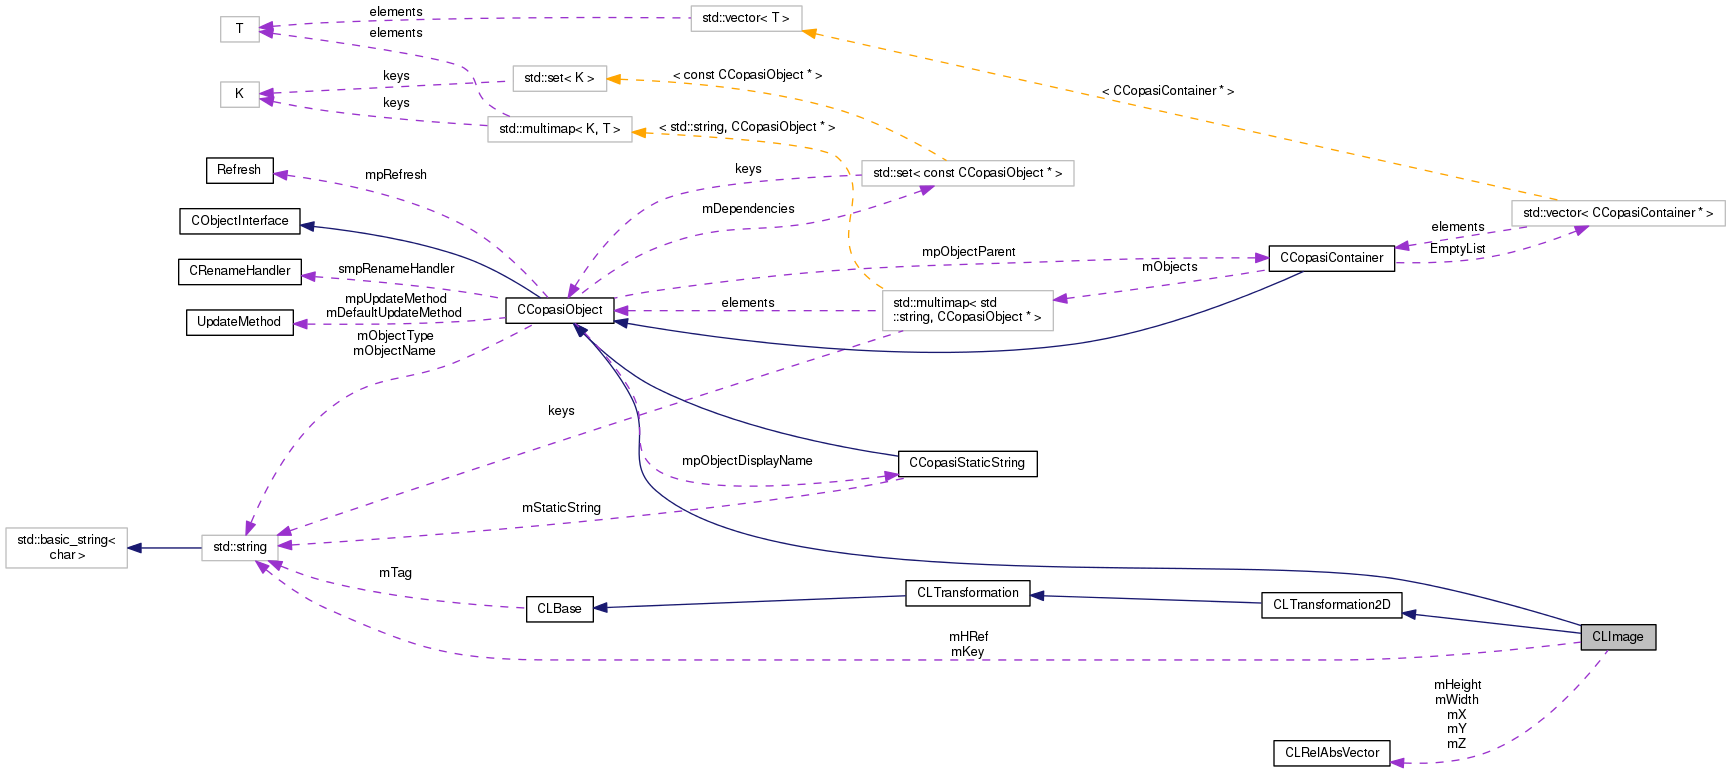 elements
std::vector< T >
T
elements
std::set< K >
< const CCopasiObject * >
keys
K
< CCopasiContainer * >
keys
std::multimap< K, T >
< std::string, CCopasiObject * >
Refresh
mpRefresh
keys
std::set< const CCopasiObject * >
mDependencies
std::vector< CCopasiContainer * >
CObjectInterface
elements
EmptyList
mpObjectParent
CCopasiContainer
CRenameHandler
smpRenameHandler
mObjects
mpUpdateMethod
mDefaultUpdateMethod
CCopasiObject
elements
std::multimap< std
::string, CCopasiObject * >
UpdateMethod
mObjectType
mObjectName
keys
mpObjectDisplayName
CCopasiStaticString
mStaticString
std::basic_string<
char >
std::string
mTag
CLBase
CLTransformation
CLTransformation2D
CLImage
mHRef
mKey
mHeight
mWidth
mX
mY
mZ
CLRelAbsVector